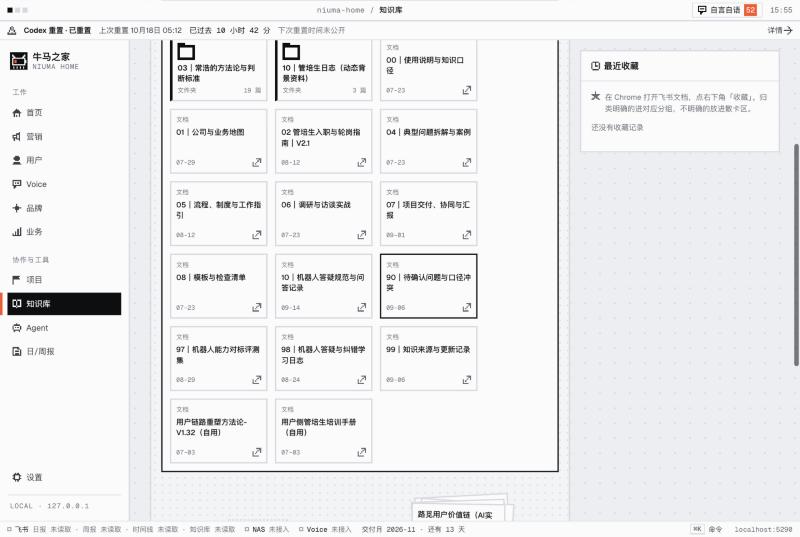 niuma-home / 知识库
自言自语 52
15:55
Codex 重置 · 已重置 上次重置 10月18日 05:12 已过去 10 小时 42 分 下次重置时间未公开
详情→
牛马之家
NIUMA HOME
工作
首页
营销
用户
Voice
品牌
业务
协作与工具
项目
知识库
Agent
日/周报
设置
LOCAL · 127.0.0.1
03｜常浩的方法论与判
断标准
文件夹 19 篇
10｜管培生日志（动态背
景资料）
文件夹 3 篇
文档
00｜使用说明与知识口
径
07-23
文档
01｜公司与业务地图
07-29
文档
02 管培生入职与轮岗指
南｜V2.1
08-12
文档
04｜典型问题拆解与案例
07-23
文档
05｜流程、制度与工作指
引
08-12
文档
06｜调研与访谈实战
07-23
文档
07｜项目交付、协同与汇
报
09-01
文档
08｜模板与检查清单
07-23
文档
10｜机器人答疑规范与问
答记录
09-14
文档
90｜待确认问题与口径冲
突
09-06
文档
97｜机器人能力对标评测
集
08-29
文档
98｜机器人答疑与纠错学
习日志
08-24
文档
99｜知识来源与更新记录
09-06
文档
用户链路重塑方法论-
V1.32（自用）
07-03
文档
用户侧管培生培训手册
（自用）
07-03
路见用户价值链（AI实
最近收藏
在 Chrome 打开飞书文档，点右下角「收藏」。归
类明确的进对应分组，不明确的放进散卡区。
还没有收藏记录
飞书 日报 未读取 · 周报 未读取 · 时间线 未读取 · 知识库 未读取 NAS 未接入 Voice 未接入 交付月 2026-11 · 还有 13 天
⌘K 命令 localhost:5290